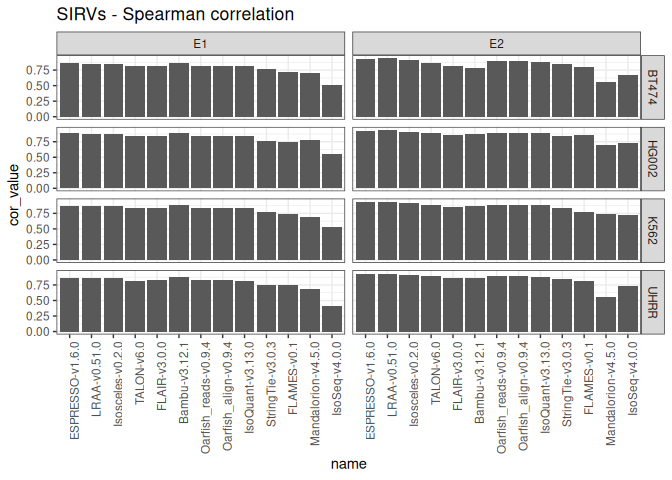 SIRVs - Spearman correlation
E1
E2
cor_value
0.75
0.50
0.25
0.00
BT474
0.75
0.50
0.25
0.00
HG002
0.75
0.50
0.25
0.00
K562
0.75
0.50
0.25
0.00
UHRR
ESPRESSO-v1.6.0
LRAA-v0.51.0
Isosceles-v0.2.0
TALON-v6.0
FLAIR-v3.0.0
Bambu-v3.12.1
Oarfish_reads-v0.9.4
Oarfish_align-v0.9.4
IsoQuant-v3.13.0
StringTie-v3.0.3
FLAMES-v0.1
Mandalorion-v4.5.0
IsoSeq-v4.0.0
ESPRESSO-v1.6.0
LRAA-v0.51.0
Isosceles-v0.2.0
TALON-v6.0
FLAIR-v3.0.0
Bambu-v3.12.1
Oarfish_reads-v0.9.4
Oarfish_align-v0.9.4
IsoQuant-v3.13.0
StringTie-v3.0.3
FLAMES-v0.1
Mandalorion-v4.5.0
IsoSeq-v4.0.0
name